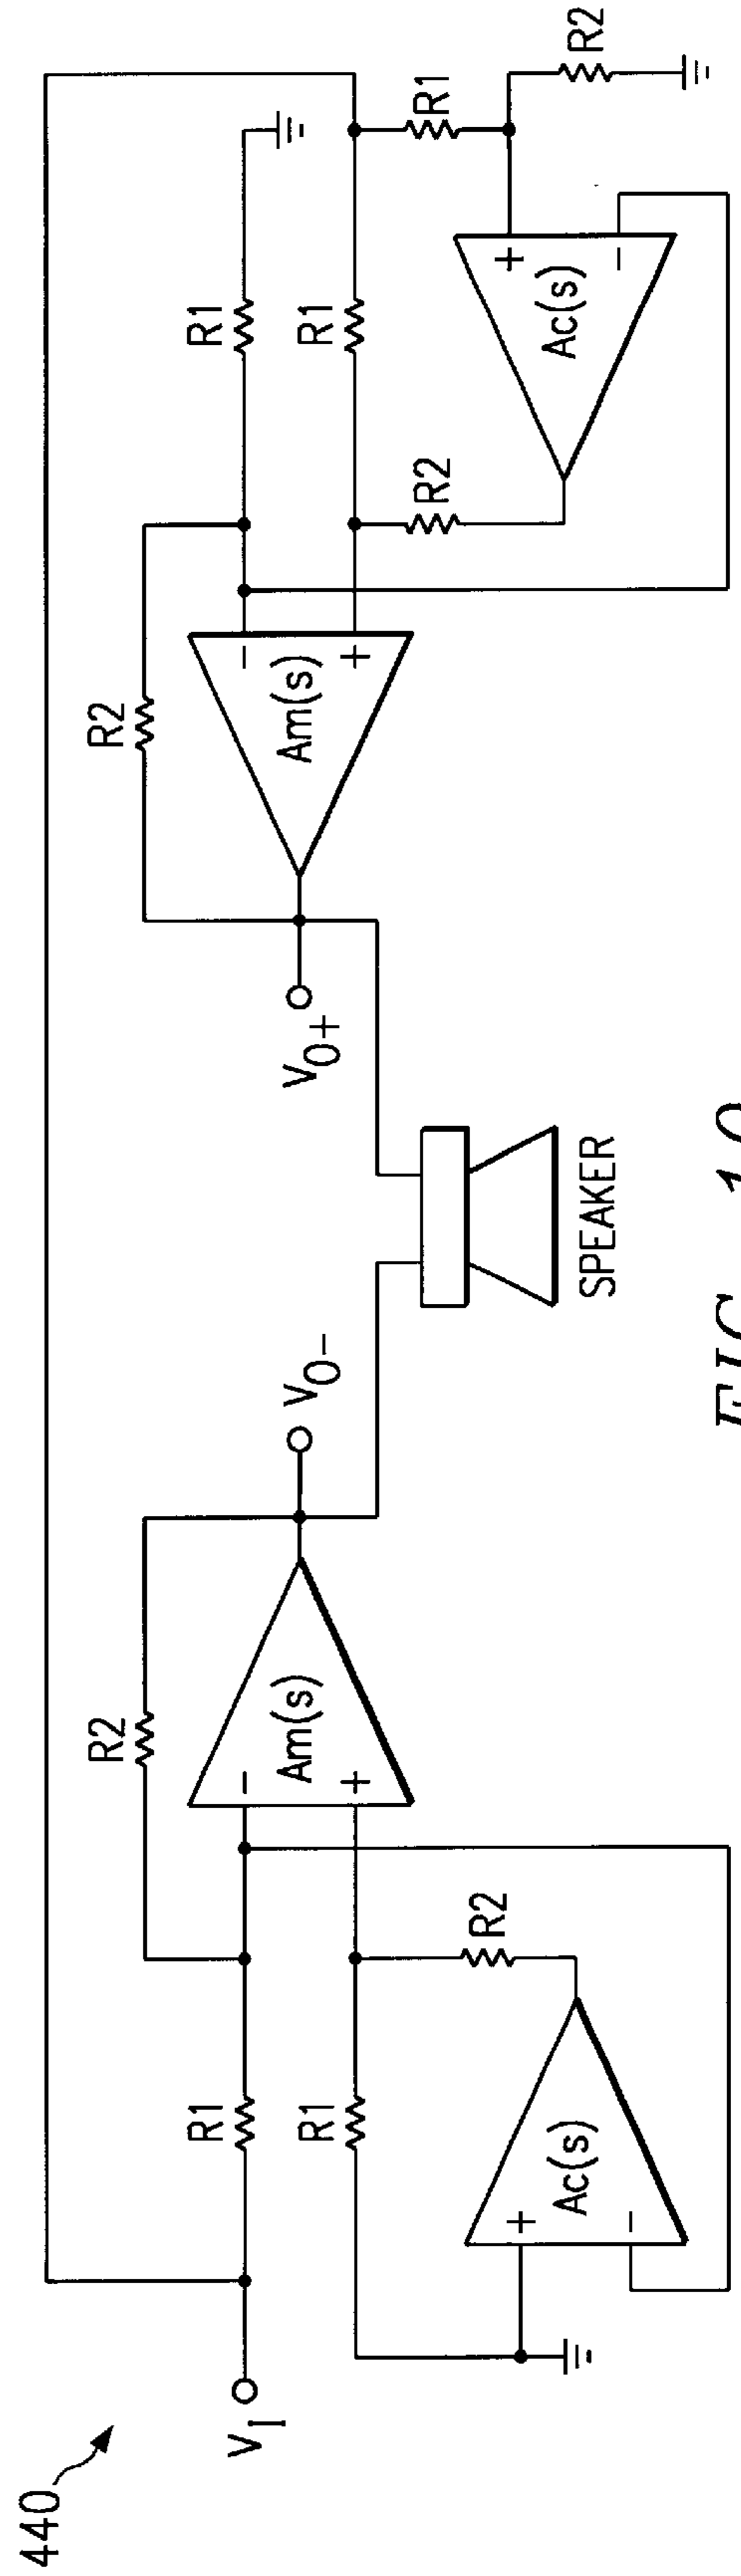 440
V_I
R1
R1
+
−
Ac(s)
R2
R2
−
+
Am(s)
V_O−
SPEAKER
V_O+
R2
−
+
Am(s)
R1
R1
R2
+
−
Ac(s)
R1
R2
FIG.